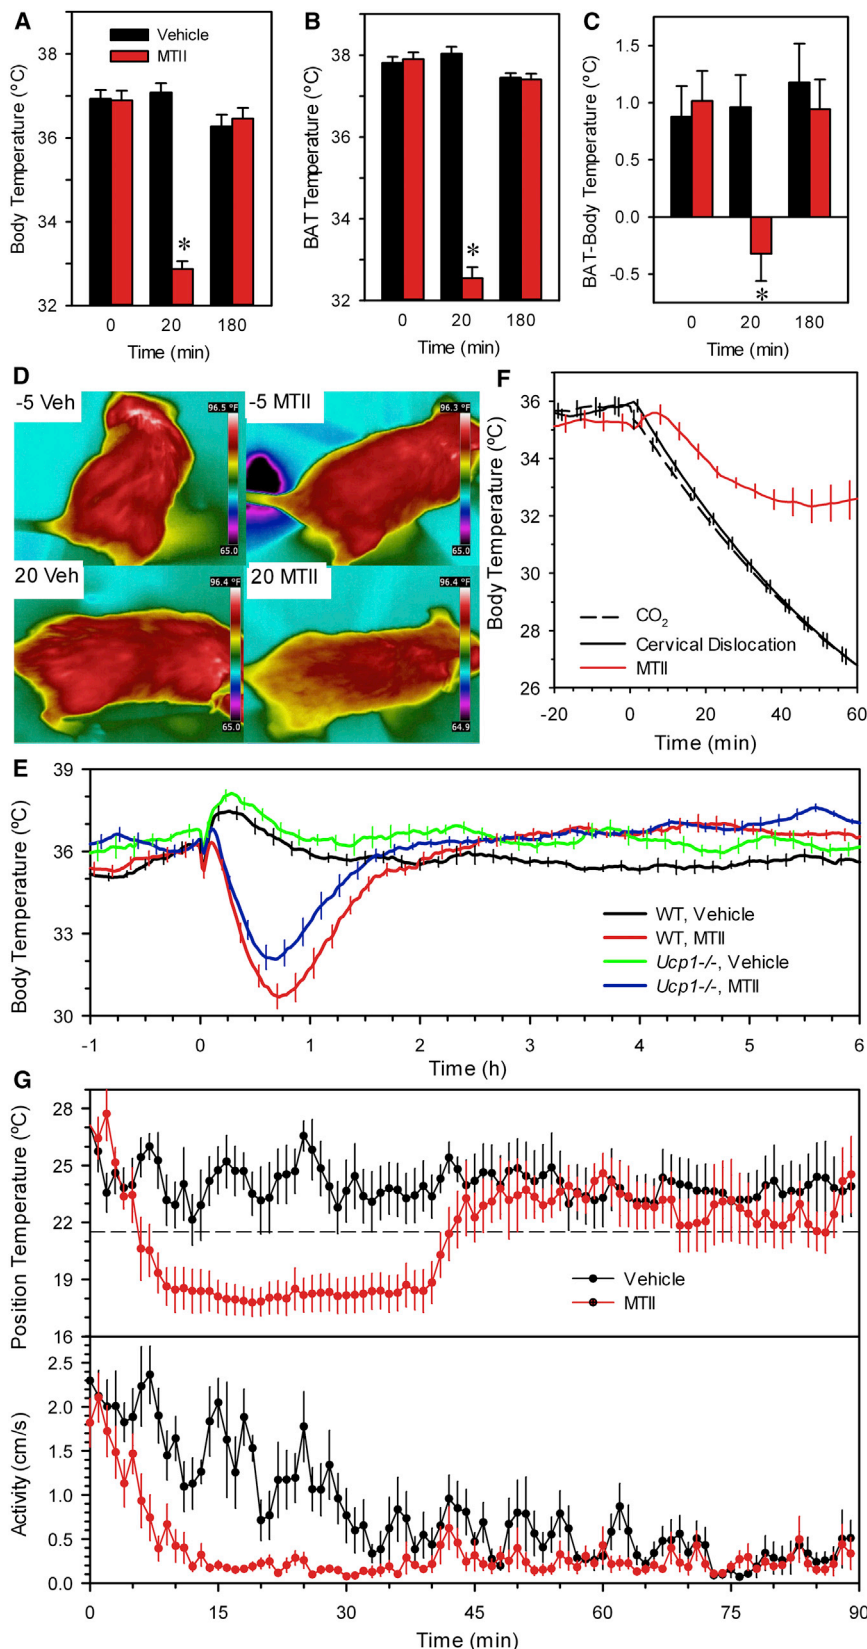 A
Vehicle
MTII
Body Temperature (ºC)
38
36
34
32
0
20
180
*
Time (min)
B
BAT Temperature (ºC)
38
36
34
32
0
20
180
*
Time (min)
C
BAT-Body Temperature (ºC)
1.5
1.0
0.5
0.0
-0.5
0
20
180
*
Time (min)
D
-5 Veh
96.5 °F
65.0
-5 MTII
96.3 °F
65.0
20 Veh
96.4 °F
65.0
20 MTII
96.4 °F
64.9
F
Body Temperature (ºC)
36
35
32
30
28
26
CO2
Cervical Dislocation
MTII
-20
0
20
40
60
Time (min)
E
Body Temperature (ºC)
39
36
33
30
WT, Vehicle
WT, MTII
Ucp1-/-, Vehicle
Ucp1-/-, MTII
-1
0
1
2
3
4
5
6
Time (h)
G
Position Temperature (ºC)
28
25
22
19
16
Vehicle
MTII
Activity (cm/s)
2.5
2.0
1.5
1.0
0.5
0.0
0
15
30
45
60
75
90
Time (min)